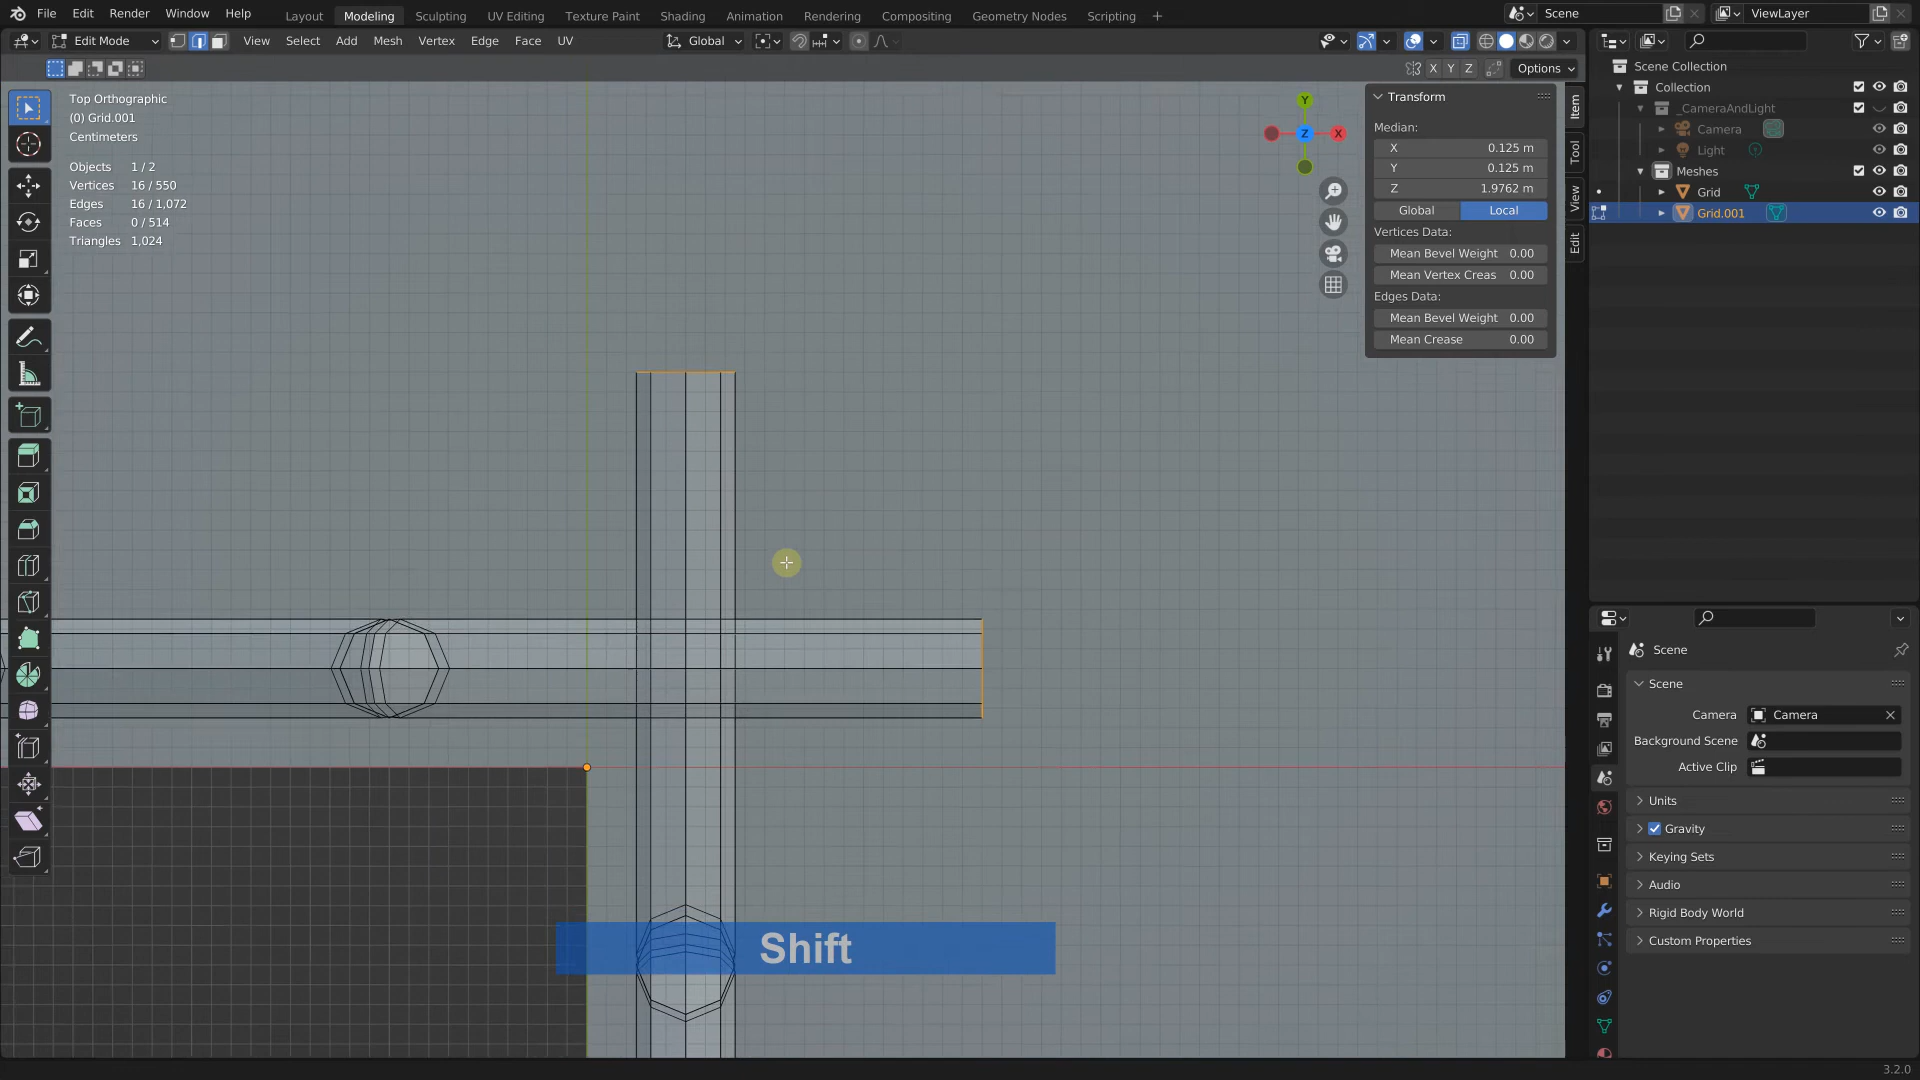 File Edit Render Window Help Layout Modeling Sculpting UV Editing Texture Paint Shading Animation Rendering Compositing Geometry Nodes Scripting + Scene ViewLayer
Edit Mode View Select Add Mesh Vertex Edge Face UV Global
X Y Z Options
Top Orthographic
(0) Grid.001
Centimeters
Objects 1 / 2
Vertices 16 / 550
Edges 16 / 1,072
Faces 0 / 514
Triangles 1,024
Y
Z X
Transform
Median:
X 0.125 m
Y 0.125 m
Z 1.9762 m
Global Local
Vertices Data:
Mean Bevel Weight 0.00
Mean Vertex Creas 0.00
Edges Data:
Mean Bevel Weight 0.00
Mean Crease 0.00
Item
Tool
View
Edit
Scene Collection
Collection
_CameraAndLight
Camera
Light
Meshes
Grid
Grid.001
Scene
Scene
Camera Camera
Background Scene
Active Clip
Units
Gravity
Keying Sets
Audio
Rigid Body World
Custom Properties
Shift
3.2.0